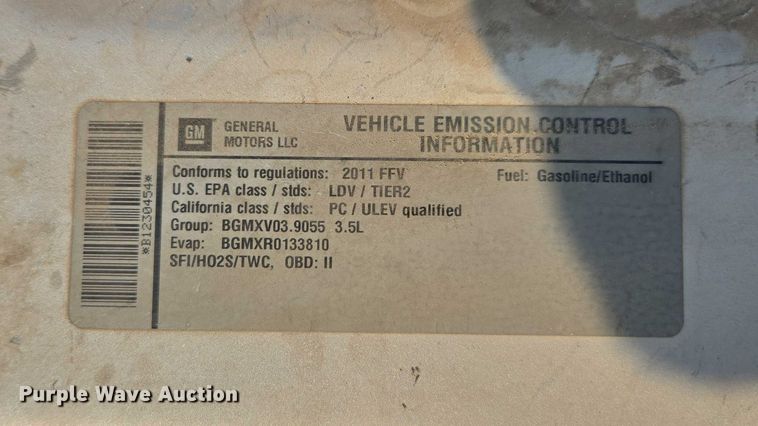 GM
GENERAL MOTORS LLC
VEHICLE EMISSION CONTROL INFORMATION
Conforms to regulations: 2011 FFV Fuel: Gasoline/Ethanol
U.S. EPA class / stds: LDV / TIER2
California class / stds: PC / ULEV qualified
Group: BGMXV03.9055 3.5L
Evap: BGMXR0133810
SFI/HO2S/TWC, OBD: II
*B1230454*
Purple Wave Auction